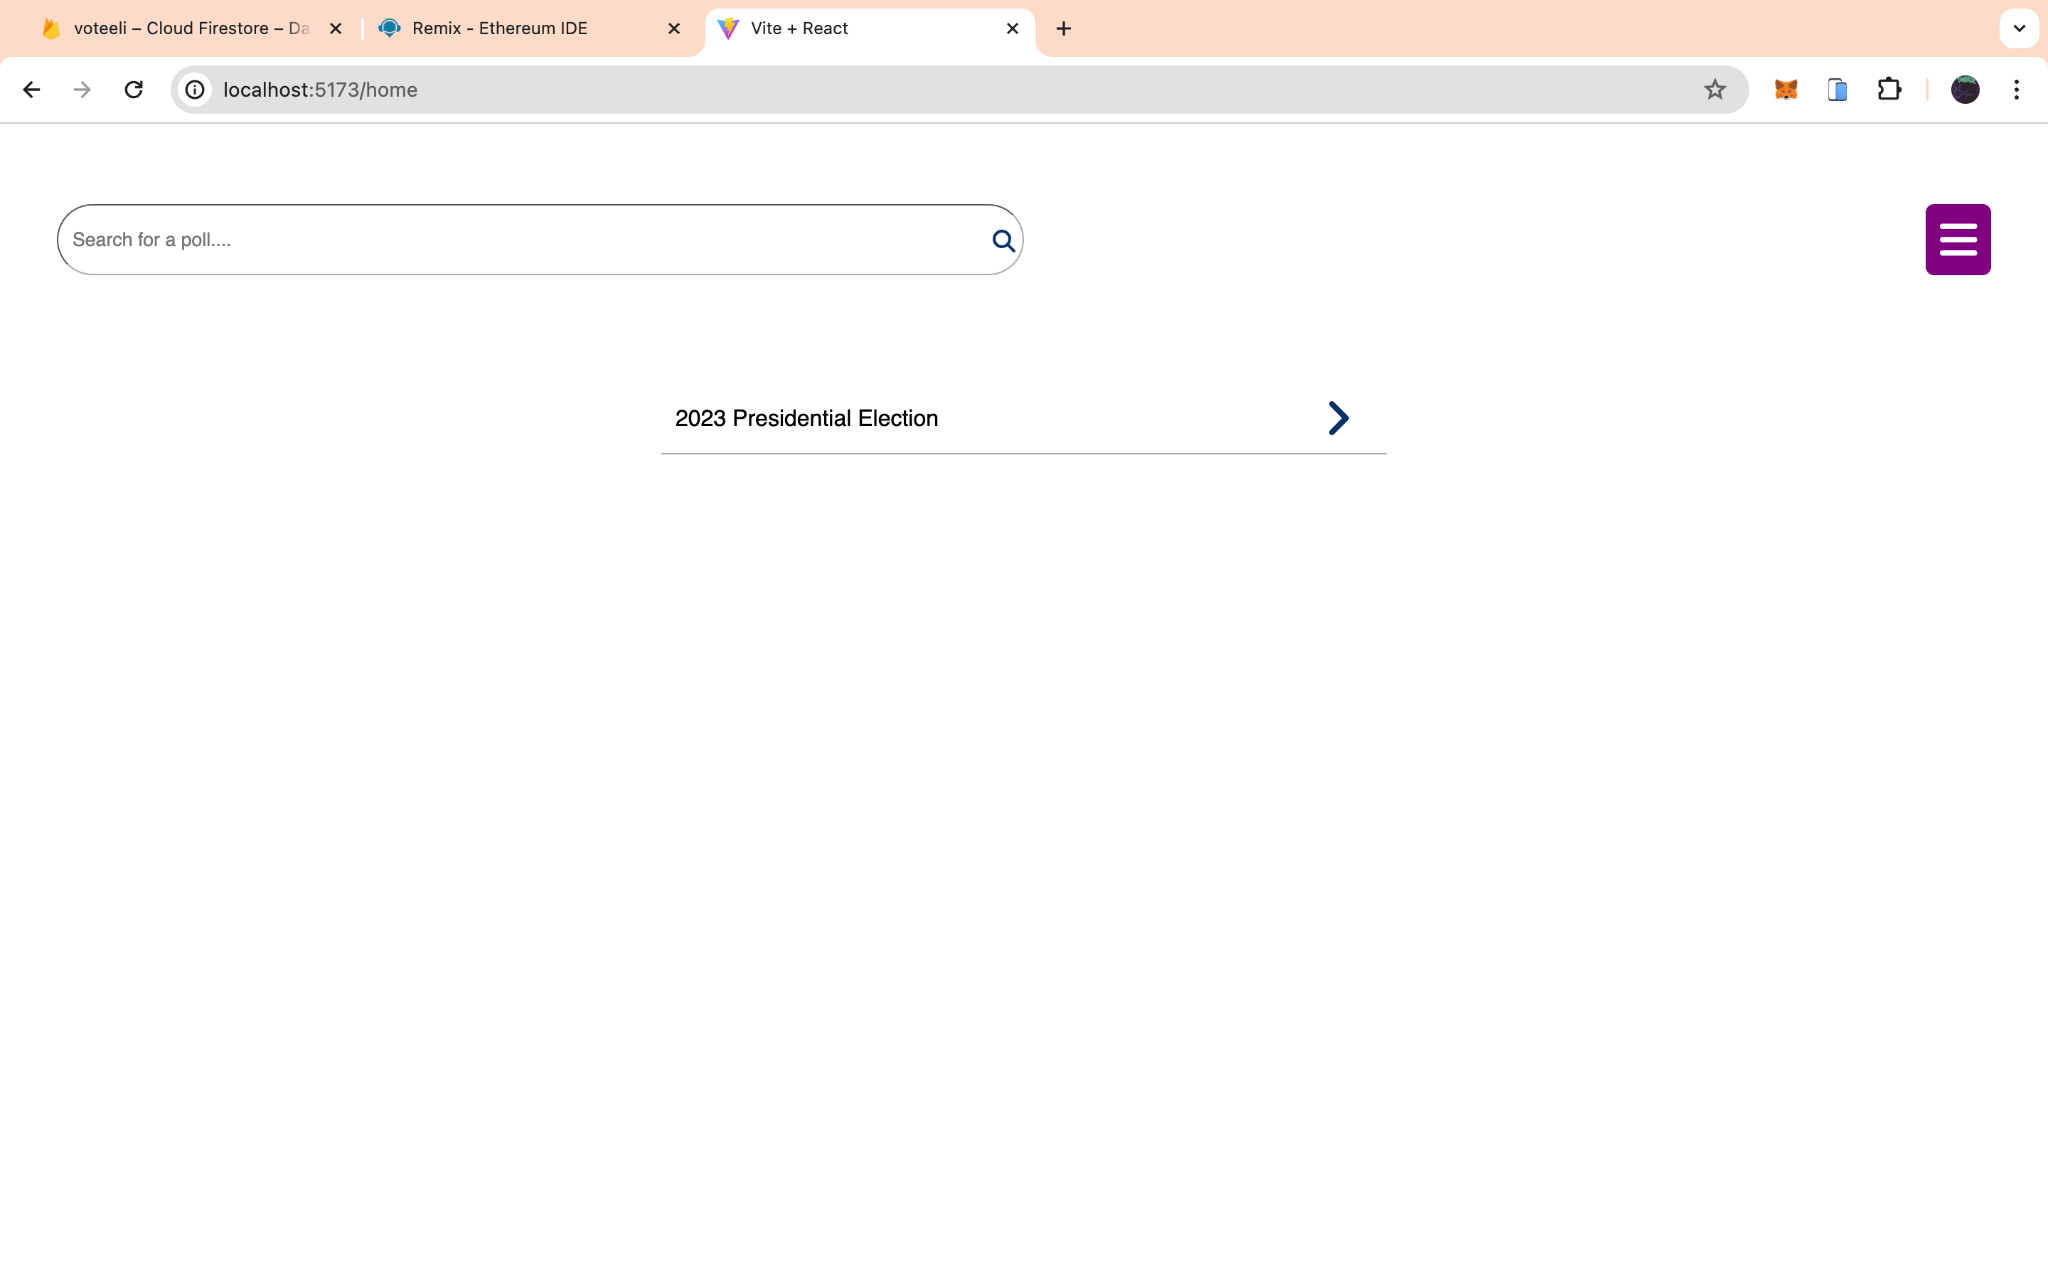 voteeli – Cloud Firestore – Da
Remix - Ethereum IDE
Vite + React
localhost:5173/home
Search for a poll....
2023 Presidential Election